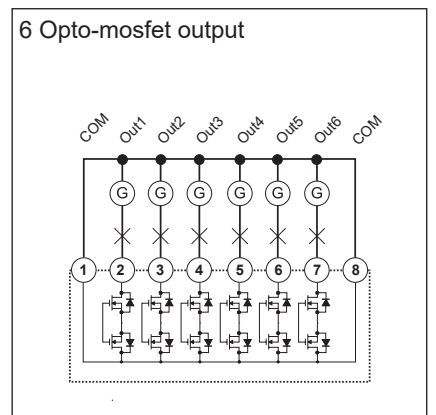 6 Opto-mosfet output
COM Out1 Out2 Out3 Out4 Out5 Out6 COM
G G G G G G
1 2 3 4 5 6 7 8